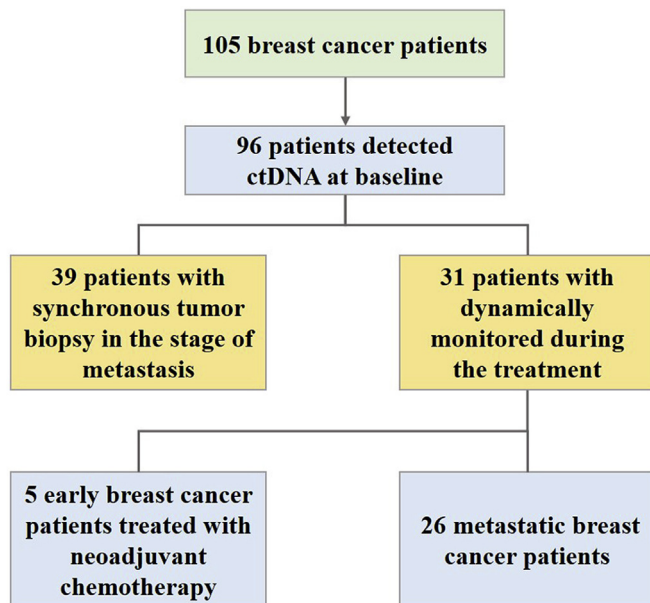 105 breast cancer patients
96 patients detected
ctDNA at baseline
39 patients with
synchronous tumor
biopsy in the stage of
metastasis
31 patients with
dynamically
monitored during
the treatment
5 early breast cancer
patients treated with
neoadjuvant
chemotherapy
26 metastatic breast
cancer patients